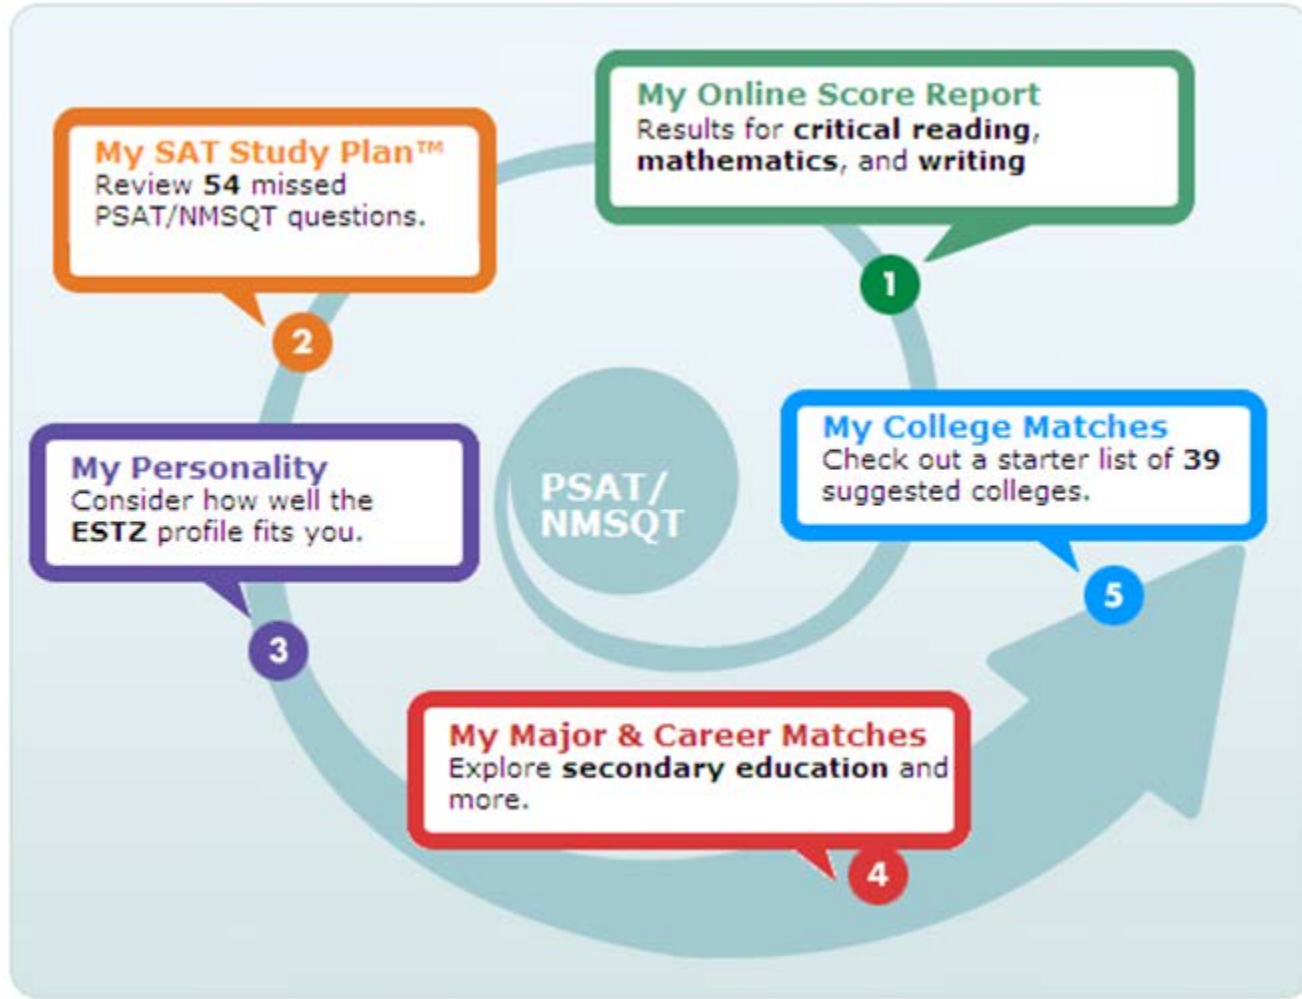 My Online Score Report
Results for critical reading,
mathematics, and writing
1
My SAT Study Plan™
Review 54 missed
PSAT/NMSQT questions.
2
My Personality
Consider how well the
ESTZ profile fits you.
3
My Major & Career Matches
Explore secondary education and
more.
4
My College Matches
Check out a starter list of 39
suggested colleges.
5
PSAT/
NMSQT